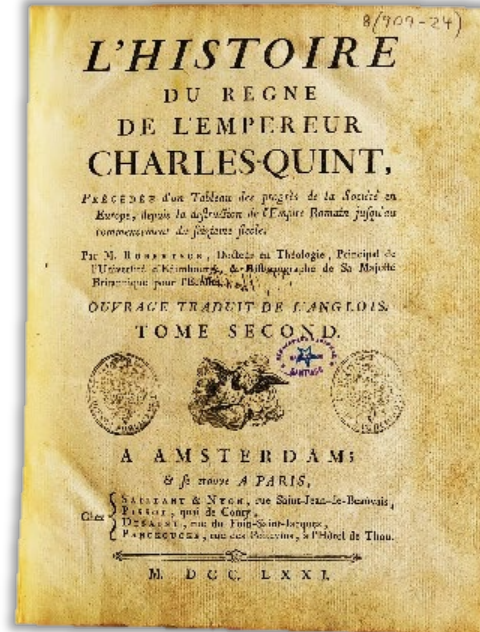 8(909-24)
L'HISTOIRE
DU REGNE
DE L'EMPEREUR
CHARLES-QUINT,
PRÉCÉDÉE d'un Tableau des progrès de la Société en
Europe, depuis la destruction de l'Empire Romain jusqu'au
commencement du seizieme siecle.
Par M. ROBERTSON, Docteur en Théologie, Principal de
l'Université d'Edimbourg, & Historiographe de Sa Majesté
Britannique pour l'Ecosse.
OUVRAGE TRADUIT DE L'ANGLOIS.
TOME SECOND.
SANTIAGO
A AMSTERDAM;
& se trouve A PARIS,
Chez
SAILLANT & NYON, rue Saint-Jean-de-Beauvais,
PISSOT, quai de Conty,
DESAINT, rue du Foin-Saint-Jacques,
PANCKOUCKE, rue des Poitevins, à l'Hôtel de Thou.
M. DCC. LXXI.